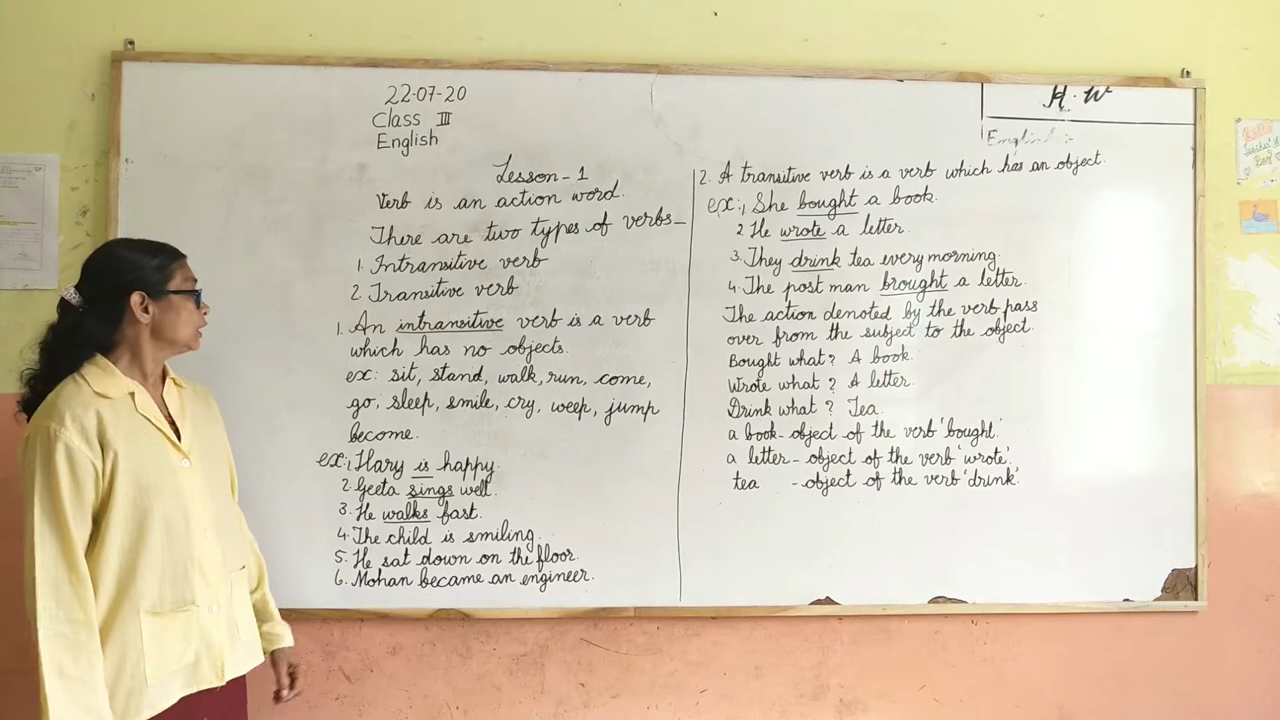 22-07-20
Class III
English
Lesson - 1
Verb is an action word.
There are two types of verbs -
1. Intransitive verb
2. Transitive verb
1. An intransitive verb is a verb
which has no objects.
ex: sit, stand, walk, run, come,
go, sleep, smile, cry, weep, jump
become.
ex: 1 Hary is happy.
2. Geeta sings well.
3. He walks fast.
4. The child is smiling.
5. He sat down on the floor.
6. Mohan became an engineer.
H.W
English:-
2. A transitive verb is a verb which has an object.
ex: 1 She bought a book.
2 He wrote a letter.
3. They drink tea every morning.
4. The post man brought a letter.
The action denoted by the verb pass
over from the subject to the object.
Bought what? A book.
Wrote what? A letter.
Drink what? Tea.
a book - object of the verb 'bought'.
a letter - object of the verb 'wrote'.
tea - object of the verb 'drink'.